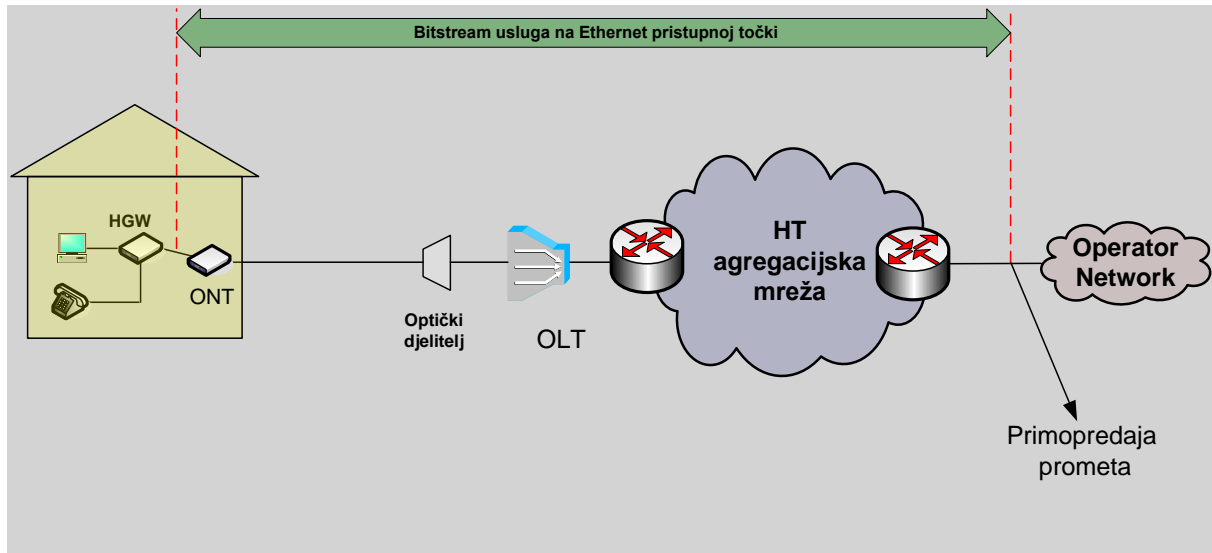 Bitstream usluga na Ethernet pristupnoj točki
HGW
ONT
Optički
djelitelj
OLT
HT
agregacijska
mreža
Operator
Network
Primopredaja
prometa